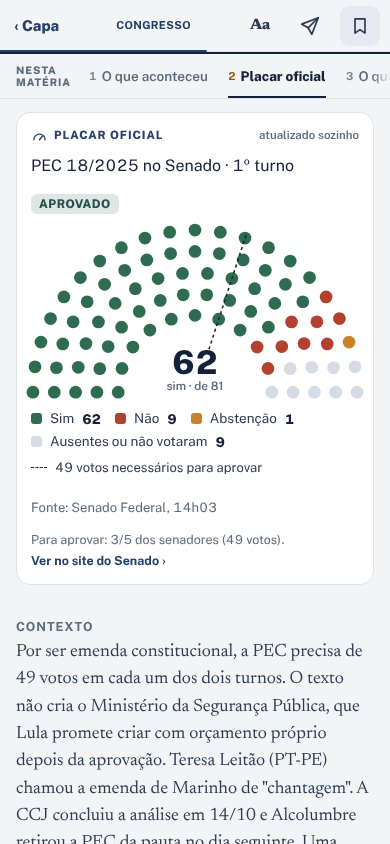 ‹ Capa
CONGRESSO
Aa
NESTA MATÉRIA
1 O que aconteceu
2 Placar oficial
3 O
PLACAR OFICIAL
atualizado sozinho
PEC 18/2025 no Senado · 1º turno
APROVADO
62
sim · de 81
Sim 62
Não 9
Abstenção 1
Ausentes ou não votaram 9
49 votos necessários para aprovar
Fonte: Senado Federal, 14h03
Para aprovar: 3/5 dos senadores (49 votos).
Ver no site do Senado ›
CONTEXTO
Por ser emenda constitucional, a PEC precisa de
49 votos em cada um dos dois turnos. O texto
não cria o Ministério da Segurança Pública, que
Lula promete criar com orçamento próprio
depois da aprovação. Teresa Leitão (PT-PE)
chamou a emenda de Marinho de "chantagem". A
CCJ concluiu a análise em 14/10 e Alcolumbre
retirou a PEC da pauta no dia seguinte. Uma